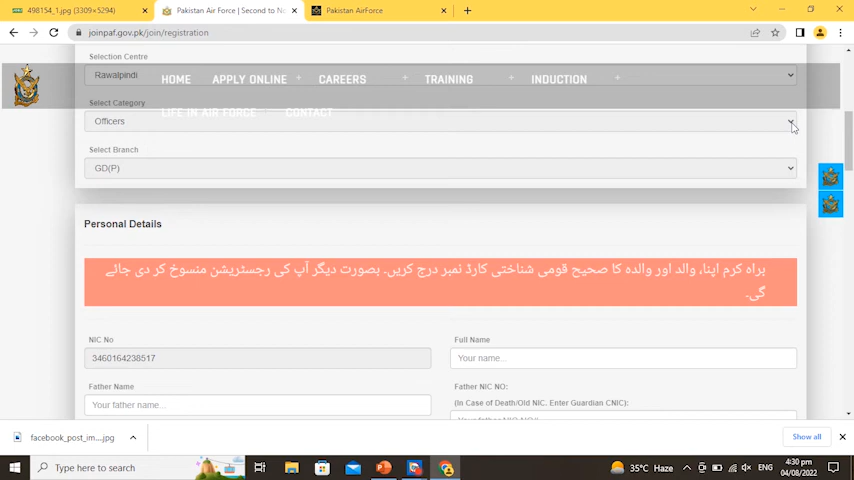 498154_1.jpg (3309×5294)
Pakistan Air Force | Second to No
Pakistan AirForce
joinpaf.gov.pk/join/registration
Selection Centre
Rawalpindi
HOME APPLY ONLINE + CAREERS + TRAINING + INDUCTION +
Select Category
LIFE IN AIR FORCE CONTACT
Officers
Select Branch
GD(P)
Personal Details
براہ کرم اپنا، والد اور والدہ کا صحیح قومی شناختی کارڈ نمبر درج کریں۔ بصورت دیگر آپ کی رجسٹریشن منسوخ کر دی جائے
گی۔
NIC No
Full Name
3460164238517
Your name...
Father Name
Father NIC NO:
(In Case of Death/Old NIC. Enter Guardian CNIC):
Your father name...
facebook_post_im....jpg
Show all
Type here to search
35°C Haze
ENG
4:30 pm
04/08/2022